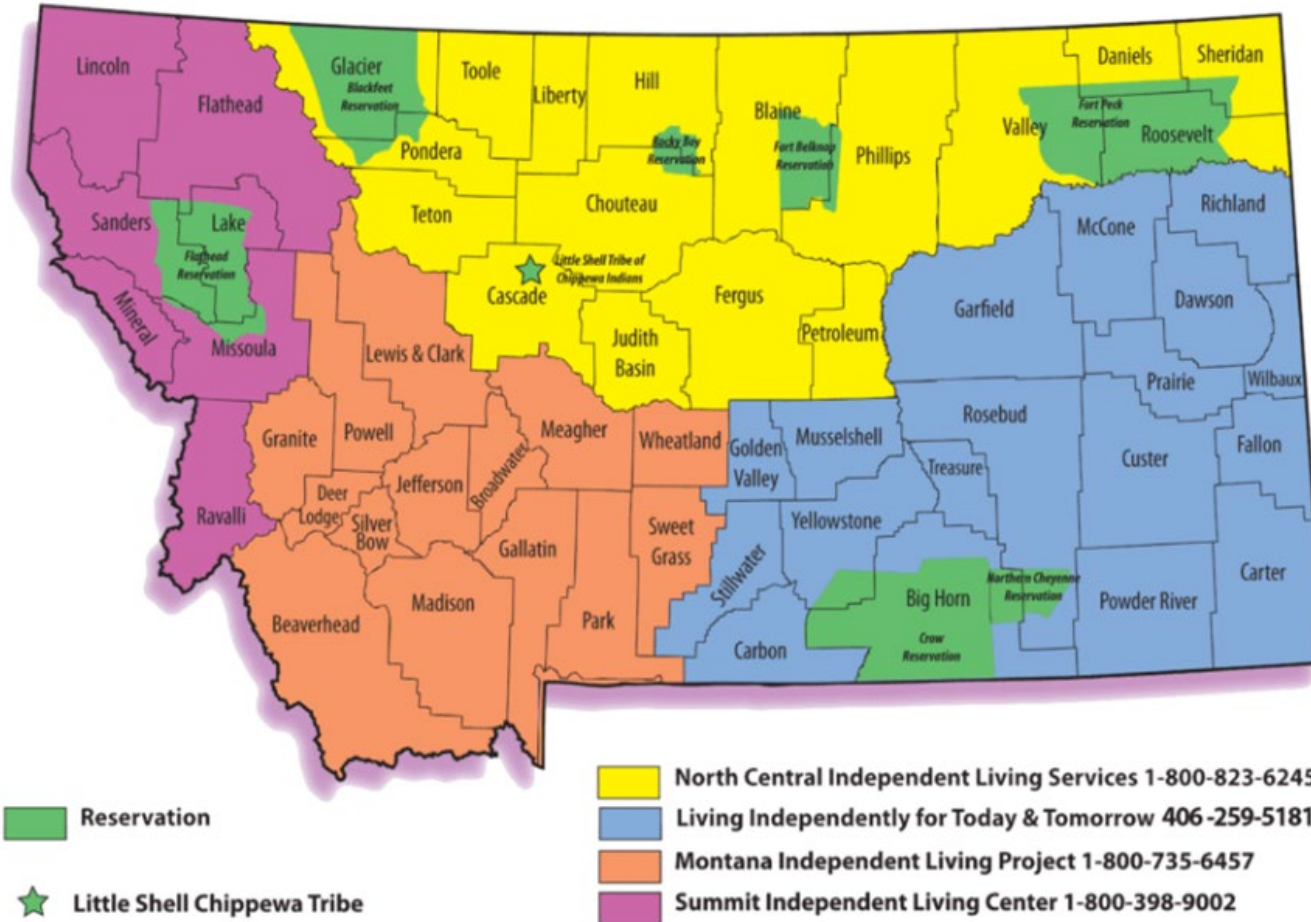 Lincoln
Flathead
Glacier
Blackfeet
Reservation
Toole
Liberty
Hill
Blaine
Phillips
Valley
Daniels
Sheridan
Fort Peck
Reservation
Roosevelt
Pondera
Rocky Boy
Reservation
Fort Belknap
Reservation
Teton
Chouteau
Sanders
Lake
Flathead
Reservation
McCone
Richland
Little Shell Tribe of
Chippewa Indians
Cascade
Fergus
Garfield
Dawson
Mineral
Missoula
Lewis & Clark
Judith
Basin
Petroleum
Prairie
Wilbaux
Granite
Powell
Meagher
Wheatland
Golden
Valley
Musselshell
Rosebud
Treasure
Custer
Fallon
Broadwater
Jefferson
Deer
Lodge
Silver
Bow
Ravalli
Gallatin
Sweet
Grass
Yellowstone
Stillwater
Northern Cheyenne
Reservation
Carter
Beaverhead
Madison
Park
Carbon
Big Horn
Crow
Reservation
Powder River
Reservation
Little Shell Chippewa Tribe
North Central Independent Living Services 1-800-823-6245
Living Independently for Today & Tomorrow 406-259-5181
Montana Independent Living Project 1-800-735-6457
Summit Independent Living Center 1-800-398-9002